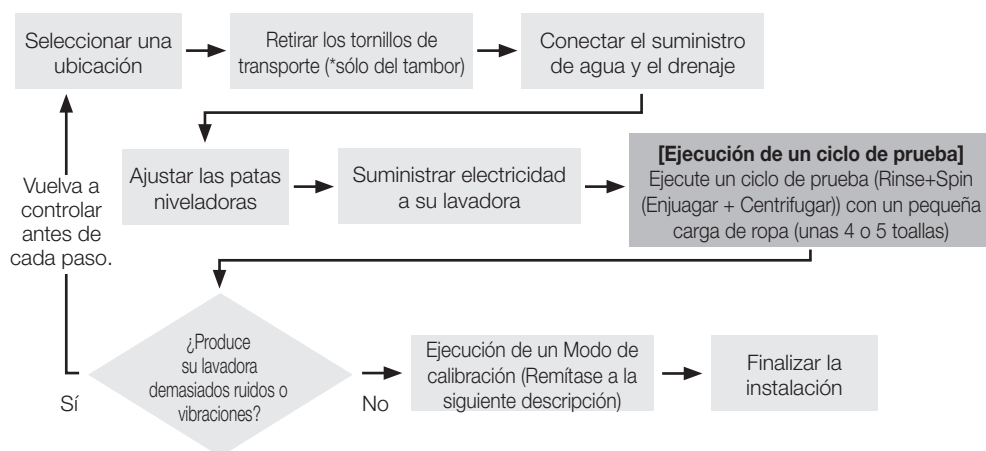 Seleccionar una
ubicación
Retirar los tornillos de
transporte (*sólo del tambor)
Conectar el suministro
de agua y el drenaje
Ajustar las patas
niveladoras
Suministrar electricidad
a su lavadora
[Ejecución de un ciclo de prueba]
Ejecute un ciclo de prueba (Rinse+Spin
(Enjuagar + Centrifugar)) con un pequeña
carga de ropa (unas 4 o 5 toallas)
Vuelva a
controlar
antes de
cada paso.
¿Produce
su lavadora
demasiados ruidos o
vibraciones?
Sí
No
Ejecución de un Modo de
calibración (Remítase a la
siguiente descripción)
Finalizar la
instalación